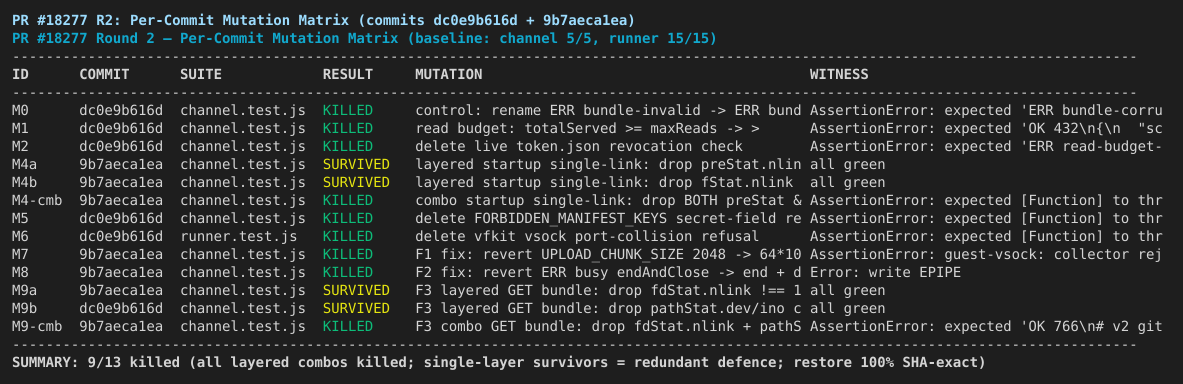 PR #18277 R2: Per-Commit Mutation Matrix (commits dc0e9b616d + 9b7aeca1ea)
PR #18277 Round 2 — Per-Commit Mutation Matrix (baseline: channel 5/5, runner 15/15)
ID COMMIT SUITE RESULT MUTATION WITNESS
M0 dc0e9b616d channel.test.js KILLED control: rename ERR bundle-invalid -> ERR bund AssertionError: expected 'ERR bundle-corru
M1 dc0e9b616d channel.test.js KILLED read budget: totalServed >= maxReads -> > AssertionError: expected 'OK 432\n{\n  "sc
M2 dc0e9b616d channel.test.js KILLED delete live token.json revocation check AssertionError: expected 'ERR read-budget-
M4a 9b7aeca1ea channel.test.js SURVIVED layered startup single-link: drop preStat.nlin all green
M4b 9b7aeca1ea channel.test.js SURVIVED layered startup single-link: drop fStat.nlink all green
M4-cmb 9b7aeca1ea channel.test.js KILLED combo startup single-link: drop BOTH preStat & AssertionError: expected [Function] to thr
M5 dc0e9b616d channel.test.js KILLED delete FORBIDDEN_MANIFEST_KEYS secret-field re AssertionError: expected [Function] to thr
M6 dc0e9b616d runner.test.js KILLED delete vfkit vsock port-collision refusal AssertionError: expected [Function] to thr
M7 9b7aeca1ea channel.test.js KILLED F1 fix: revert UPLOAD_CHUNK_SIZE 2048 -> 64*10 AssertionError: guest-vsock: collector rej
M8 9b7aeca1ea channel.test.js KILLED F2 fix: revert ERR busy endAndClose -> end + d Error: write EPIPE
M9a 9b7aeca1ea channel.test.js SURVIVED F3 layered GET bundle: drop fdStat.nlink !== 1 all green
M9b dc0e9b616d channel.test.js SURVIVED F3 layered GET bundle: drop pathStat.dev/ino c all green
M9-cmb 9b7aeca1ea channel.test.js KILLED F3 combo GET bundle: drop fdStat.nlink + pathS AssertionError: expected 'OK 766\n# v2 git
SUMMARY: 9/13 killed (all layered combos killed; single-layer survivors = redundant defence; restore 100% SHA-exact)